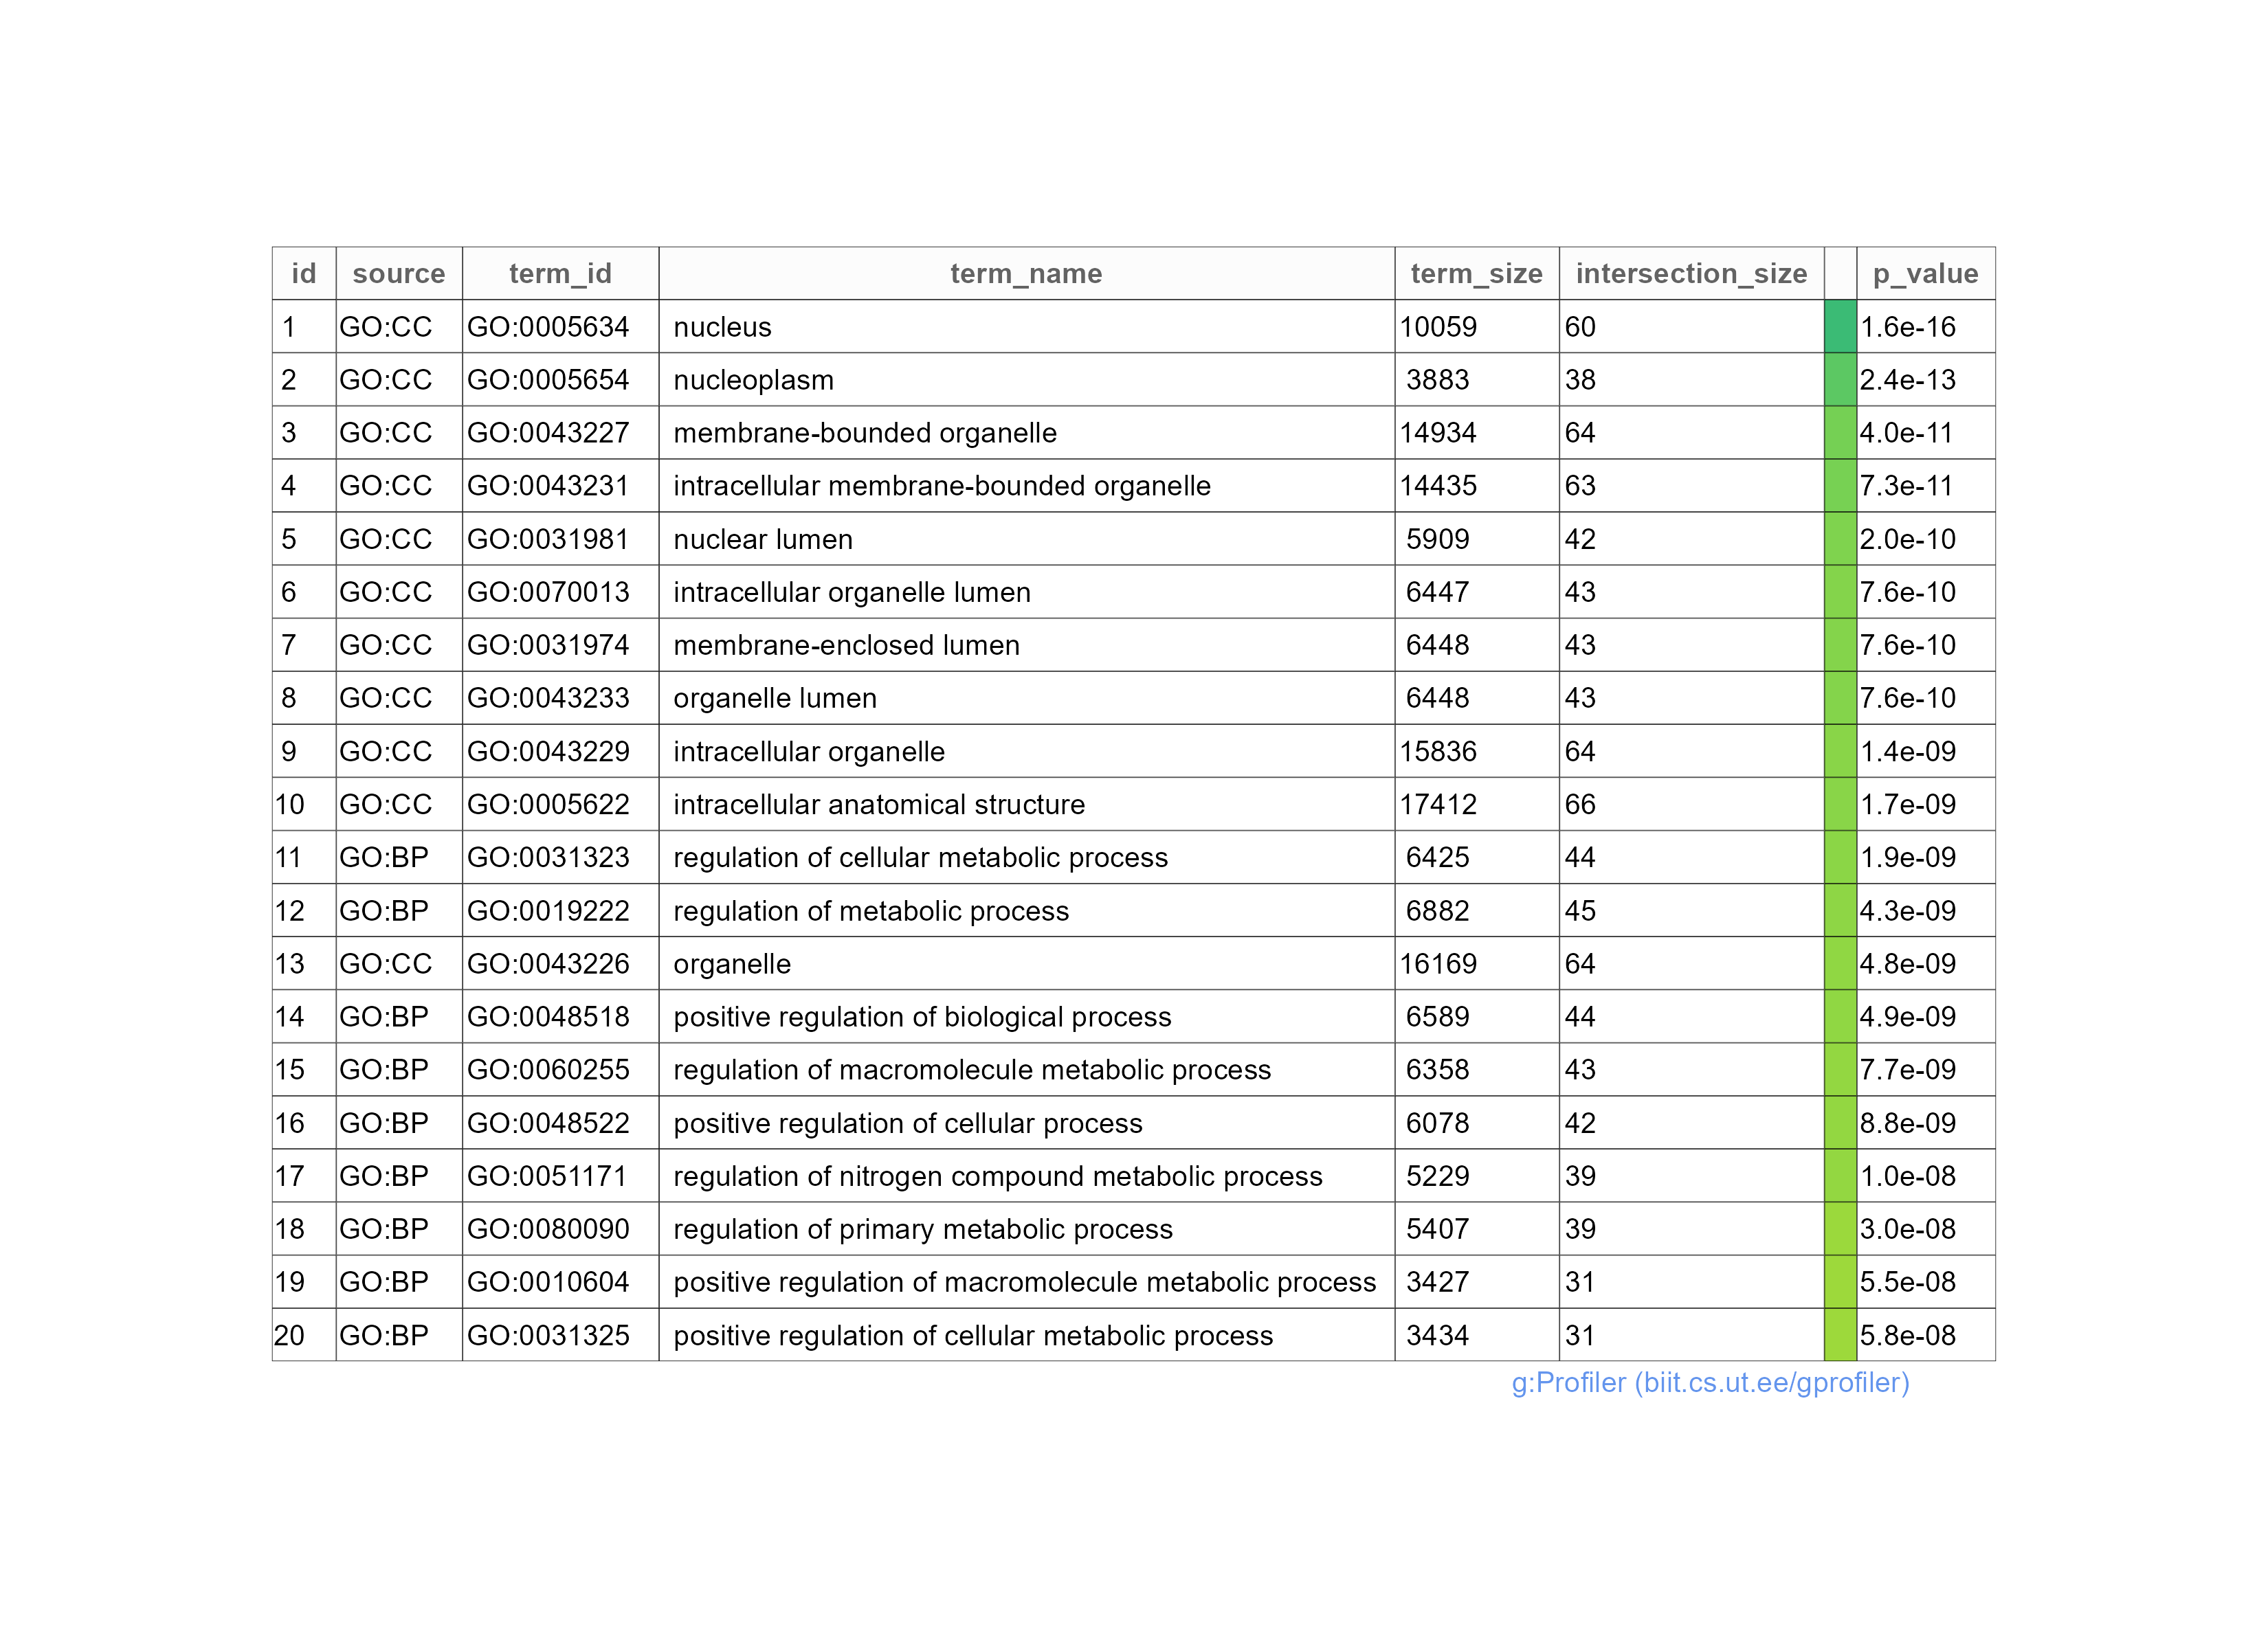 id source term_id term_name term_size intersection_size p_value
1 GO:CC GO:0005634 nucleus 10059 60 1.6e-16
2 GO:CC GO:0005654 nucleoplasm 3883 38 2.4e-13
3 GO:CC GO:0043227 membrane-bounded organelle 14934 64 4.0e-11
4 GO:CC GO:0043231 intracellular membrane-bounded organelle 14435 63 7.3e-11
5 GO:CC GO:0031981 nuclear lumen 5909 42 2.0e-10
6 GO:CC GO:0070013 intracellular organelle lumen 6447 43 7.6e-10
7 GO:CC GO:0031974 membrane-enclosed lumen 6448 43 7.6e-10
8 GO:CC GO:0043233 organelle lumen 6448 43 7.6e-10
9 GO:CC GO:0043229 intracellular organelle 15836 64 1.4e-09
10 GO:CC GO:0005622 intracellular anatomical structure 17412 66 1.7e-09
11 GO:BP GO:0031323 regulation of cellular metabolic process 6425 44 1.9e-09
12 GO:BP GO:0019222 regulation of metabolic process 6882 45 4.3e-09
13 GO:CC GO:0043226 organelle 16169 64 4.8e-09
14 GO:BP GO:0048518 positive regulation of biological process 6589 44 4.9e-09
15 GO:BP GO:0060255 regulation of macromolecule metabolic process 6358 43 7.7e-09
16 GO:BP GO:0048522 positive regulation of cellular process 6078 42 8.8e-09
17 GO:BP GO:0051171 regulation of nitrogen compound metabolic process 5229 39 1.0e-08
18 GO:BP GO:0080090 regulation of primary metabolic process 5407 39 3.0e-08
19 GO:BP GO:0010604 positive regulation of macromolecule metabolic process 3427 31 5.5e-08
20 GO:BP GO:0031325 positive regulation of cellular metabolic process 3434 31 5.8e-08
g:Profiler (biit.cs.ut.ee/gprofiler)